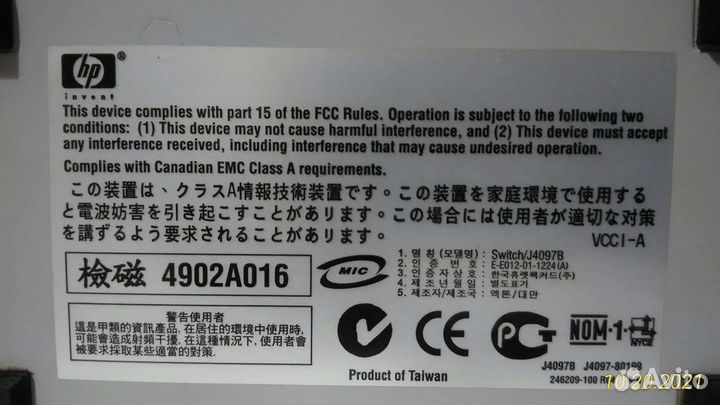 hp
invent
This device complies with part 15 of the FCC Rules. Operation is subject to the following two
conditions: (1) This device may not cause harmful interference, and (2) This device must accept
any interference received, including interference that may cause undesired operation.
Complies with Canadian EMC Class A requirements.
この装置は、クラスA情報技術装置です。この装置を家庭環境で使用する
と電波妨害を引き起こすことがあります。この場合には使用者が適切な対策
を講ずるよう要求されることがあります。
VCCI-A
檢磁 4902A016
MIC
1. 명칭 (모델명) : Switch/J4097B
2. 인 증 번 호 : E-E012-01-1224(A)
3. 인증자상호 : 한국휴렛팩커드(주)
4. 제조년월일 : 별도표기
5. 제조자/제조국 : 엑톤/대만
警告使用者
這是甲類的資訊產品, 在居住的環境中使用時,
可能會造成射頻干擾, 在這種情況下, 使用者會
被要求採取某些適當的對策.
CE
NOM-1
NYCE
Product of Taiwan
J4097B J4097-80199
246209-100
10.20.2021
Avito